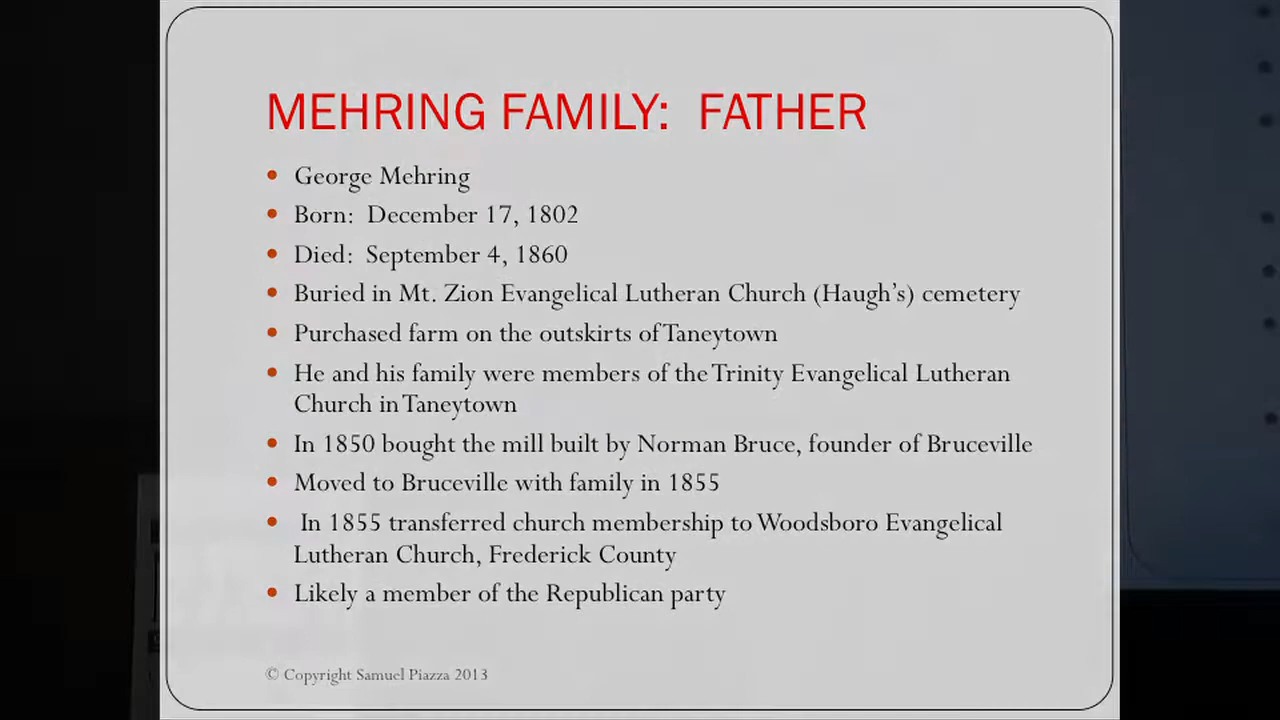 MEHRING FAMILY: FATHER
• George Mehring
• Born: December 17, 1802
• Died: September 4, 1860
• Buried in Mt. Zion Evangelical Lutheran Church (Haugh's) cemetery
• Purchased farm on the outskirts of Taneytown
• He and his family were members of the Trinity Evangelical Lutheran
Church in Taneytown
• In 1850 bought the mill built by Norman Bruce, founder of Bruceville
• Moved to Bruceville with family in 1855
• In 1855 transferred church membership to Woodsboro Evangelical
Lutheran Church, Frederick County
• Likely a member of the Republican party
© Copyright Samuel Piazza 2013